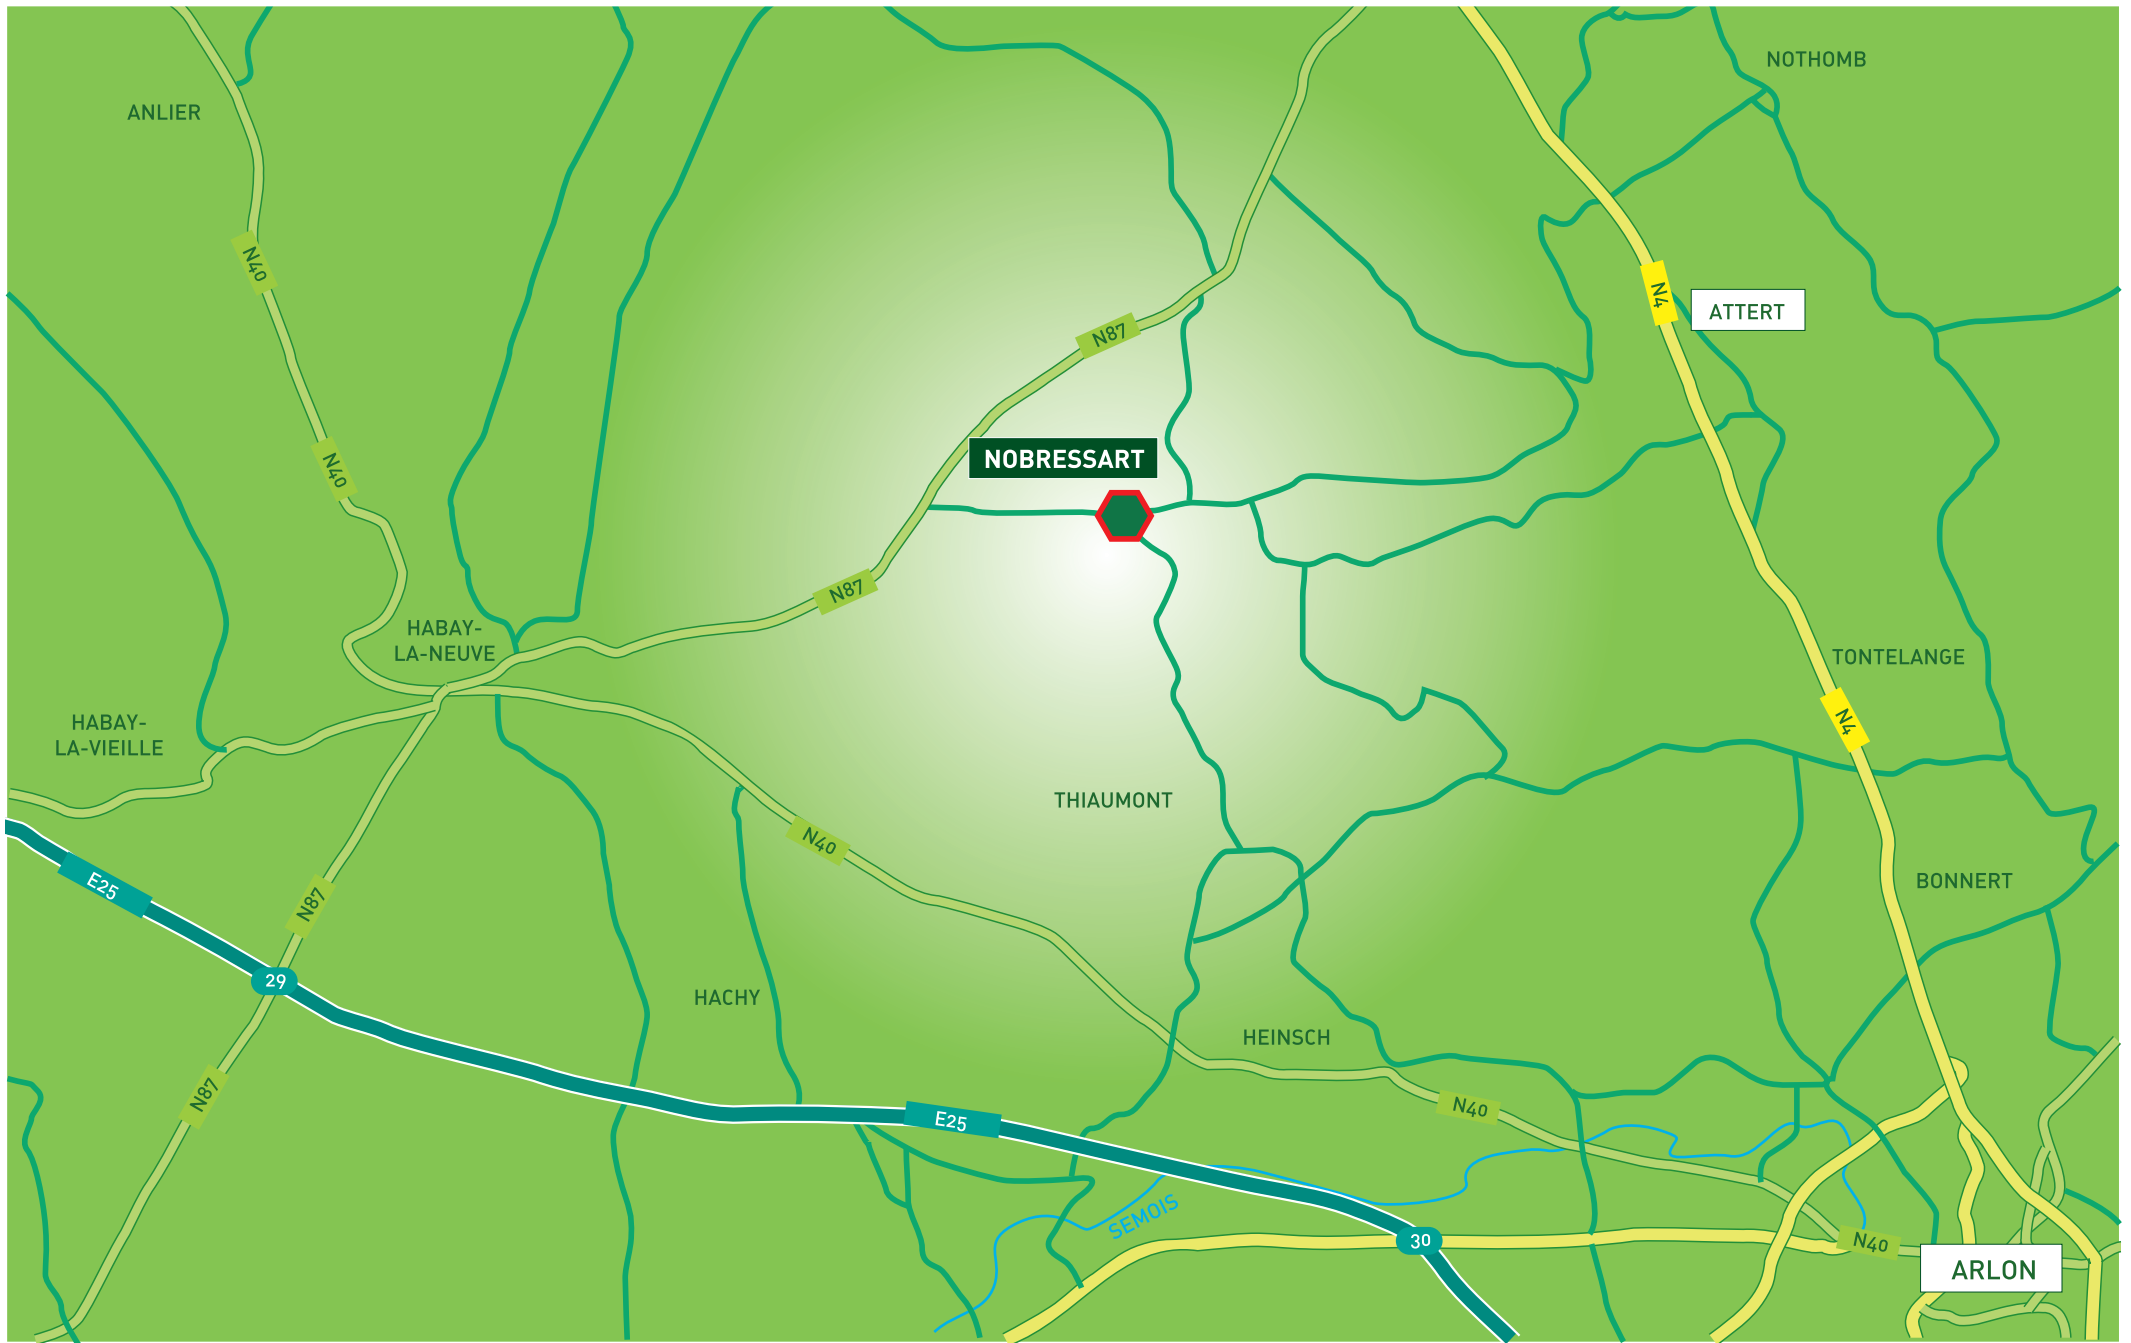 NOTHOMB
ANLIER
N40
N4
ATTERT
N87
NOBRESSART
N40
N87
HABAY-
LA-NEUVE
TONTELANGE
HABAY-
LA-VIEILLE
N4
THIAUMONT
N40
E25
BONNERT
N87
29
HACHY
HEINSCH
N87
N40
E25
SEMOIS
30
N40
ARLON